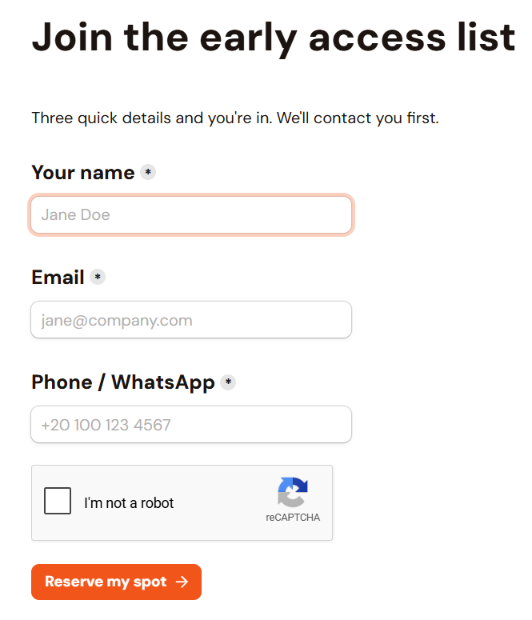 Join the early access list
Three quick details and you're in. We'll contact you first.
Your name *
Jane Doe
Email *
jane@company.com
Phone / WhatsApp *
+20 100 123 4567
I'm not a robot
reCAPTCHA
Reserve my spot →